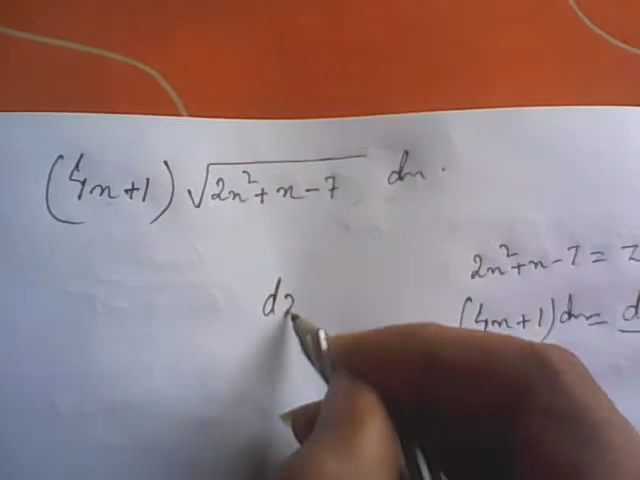 (4x+1) √(2x²+x-7) dx.
2x²+x-7 = z
(4x+1)dx = d
dz